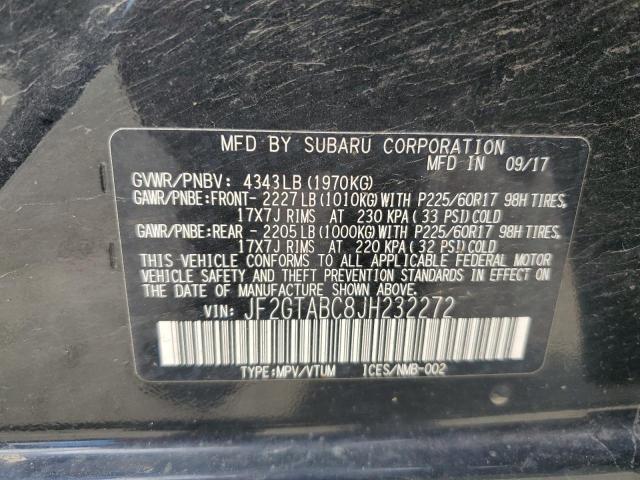 MFD BY SUBARU CORPORATION
MFD IN 09/17
GVWR/PNBV: 4343LB(1970KG)
GAWR/PNBE:FRONT- 2227LB(1010KG)WITH P225/60R17 98H TIRES,
17X7J RIMS AT 230 KPA(33 PSI)COLD
GAWR/PNBE:REAR - 2205LB(1000KG)WITH P225/60R17 98H TIRES,
17X7J RIMS AT 220 KPA(32 PSI)COLD
THIS VEHICLE CONFORMS TO ALL APPLICABLE FEDERAL MOTOR
VEHICLE SAFETY AND THEFT PREVENTION STANDARDS IN EFFECT
ON THE DATE OF MANUFACTURE SHOWN ABOVE.
VIN: JF2GTABC8JH232272
TYPE:MPV/VTUM ICES/NMB-002